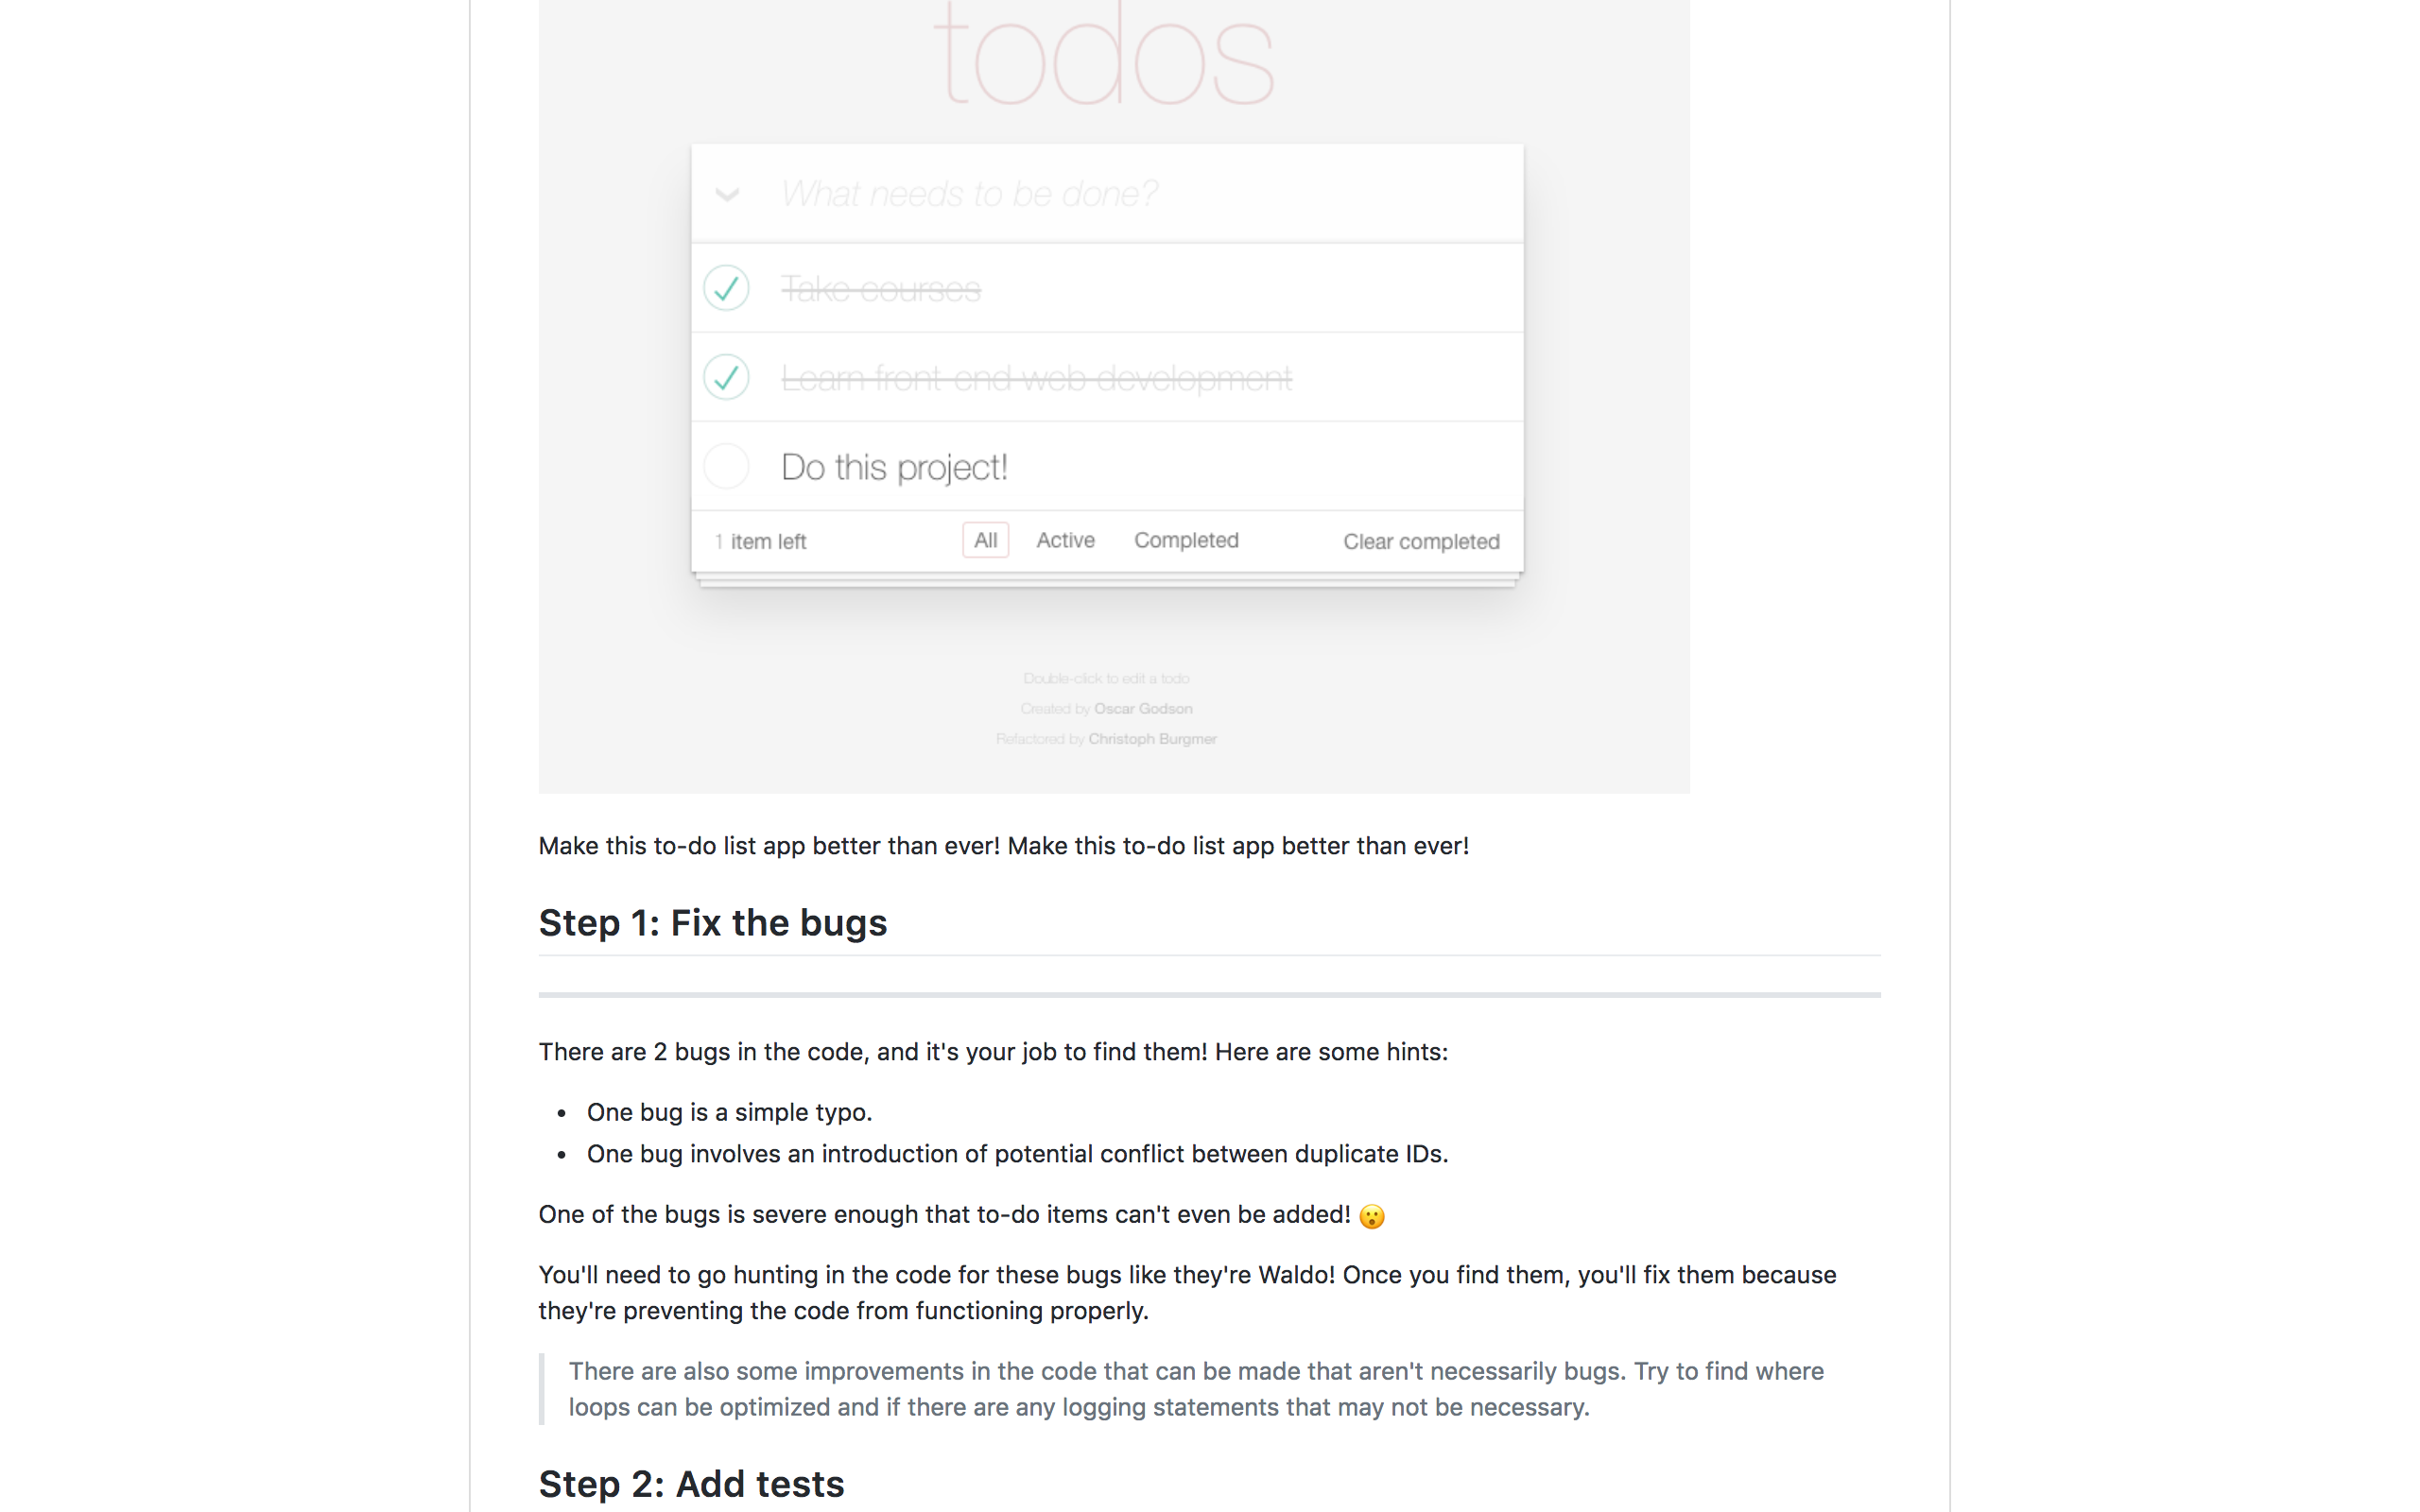 todos
What needs to be done?
Take courses
Learn front-end web development
Do this project!
1 item left All Active Completed Clear completed
Double-click to edit a todo
Created by Oscar Godson
Refactored by Christoph Burgmer
Make this to-do list app better than ever! Make this to-do list app better than ever!
Step 1: Fix the bugs
There are 2 bugs in the code, and it's your job to find them! Here are some hints:
• One bug is a simple typo.
• One bug involves an introduction of potential conflict between duplicate IDs.
One of the bugs is severe enough that to-do items can't even be added! 😮
You'll need to go hunting in the code for these bugs like they're Waldo! Once you find them, you'll fix them because
they're preventing the code from functioning properly.
There are also some improvements in the code that can be made that aren't necessarily bugs. Try to find where
loops can be optimized and if there are any logging statements that may not be necessary.
Step 2: Add tests